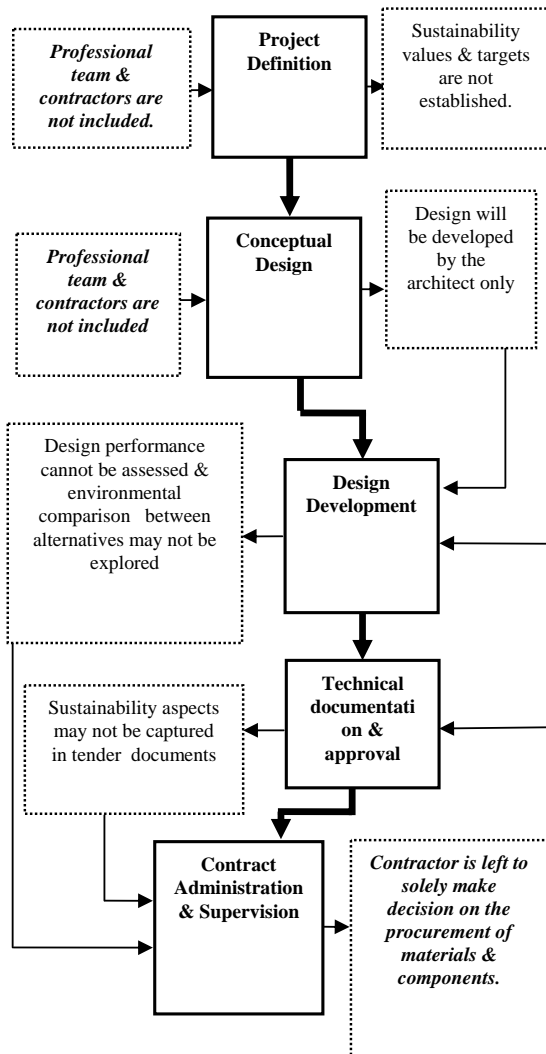 Professional
team &
contractors are
not included.
Project
Definition
Sustainability
values & targets
are not
established.
Professional
team &
contractors are
not included
Conceptual
Design
Design will
be developed
by the
architect only
Design performance
cannot be assessed &
environmental
comparison between
alternatives may not be
explored
Design
Development
Sustainability aspects
may not be captured
in tender documents
Technical
documentati
on &
approval
Contract
Administration
& Supervision
Contractor is left to
solely make
decision on the
procurement of
materials &
components.